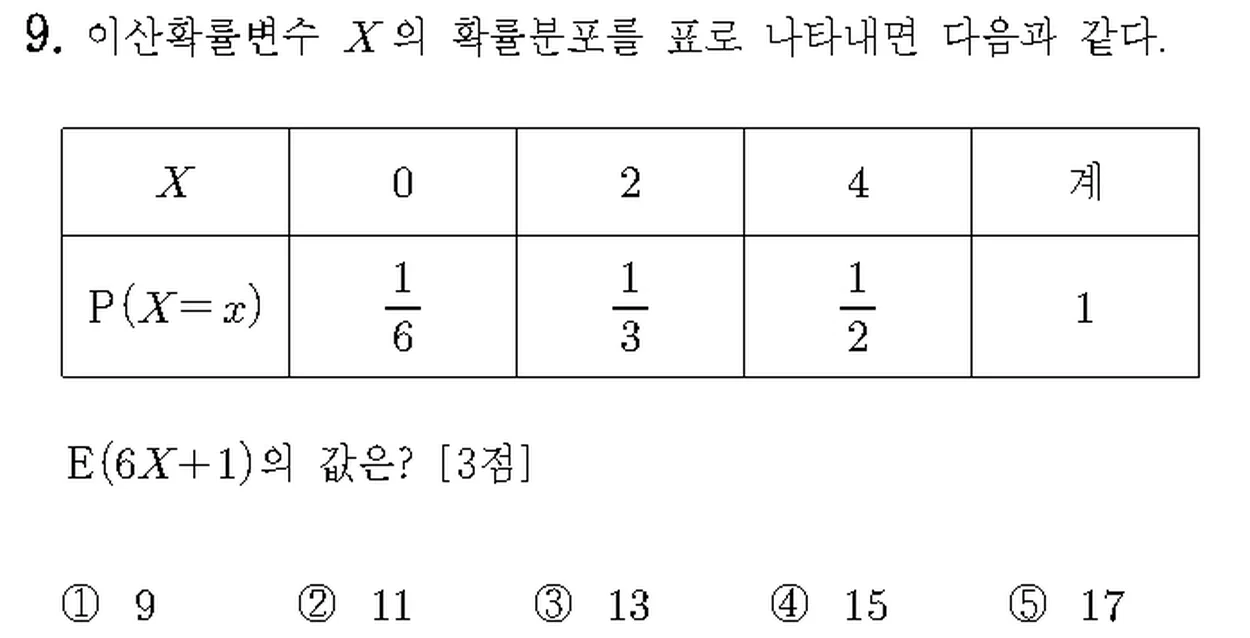 9. 이산확률변수 X의 확률분포를 표로 나타내면 다음과 같다.
X 0 2 4 계
P(X=x) 1/6 1/3 1/2 1
E(6X+1)의 값은? [3점]
① 9 ② 11 ③ 13 ④ 15 ⑤ 17